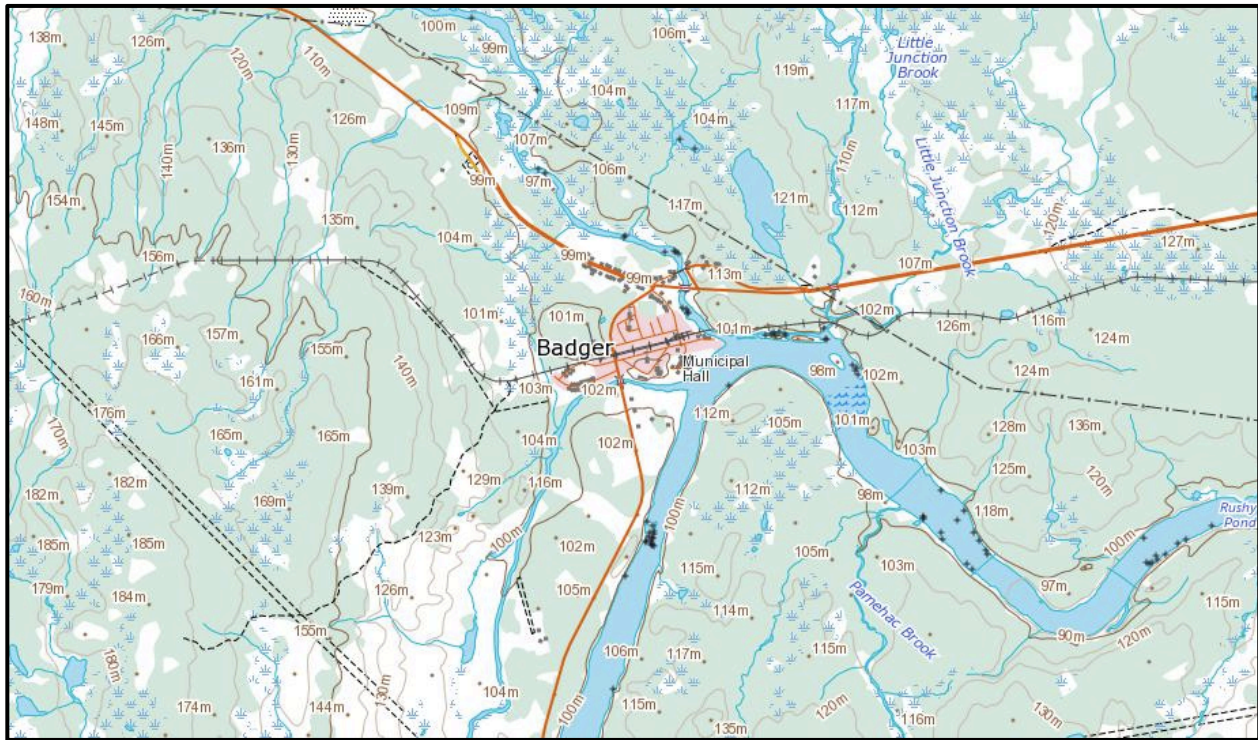 100m
106m
138m
126m
99m
Little
Junction
Brook
120m
110m
119m
104m
117m
109m
148m
145m
126m
104m
107m
136m
140m
130m
110m
106m
Little Junction Brook
99m
97m
154m
121m
112m
117m
135m
120m
127m
104m
156m
99m
99m
113m
107m
160m
101m
101m
101m
102m
126m
116m
157m
166m
155m
124m
Badger
Municipal
Hall
98m
140m
102m
124m
161m
103m
102m
176m
112m
105m
101m
128m
136m
170m
165m
165m
104m
102m
103m
129m
125m
120m
182m
182m
116m
112m
98m
139m
118m
169m
100m
Rushy
Pond
123m
100m
185m
185m
102m
105m
103m
100m
115m
97m
179m
184m
126m
105m
114m
Pamehac Brook
115m
155m
90m
120m
106m
117m
115m
180m
104m
130m
174m
144m
100m
115m
135m
120m
116m
130m